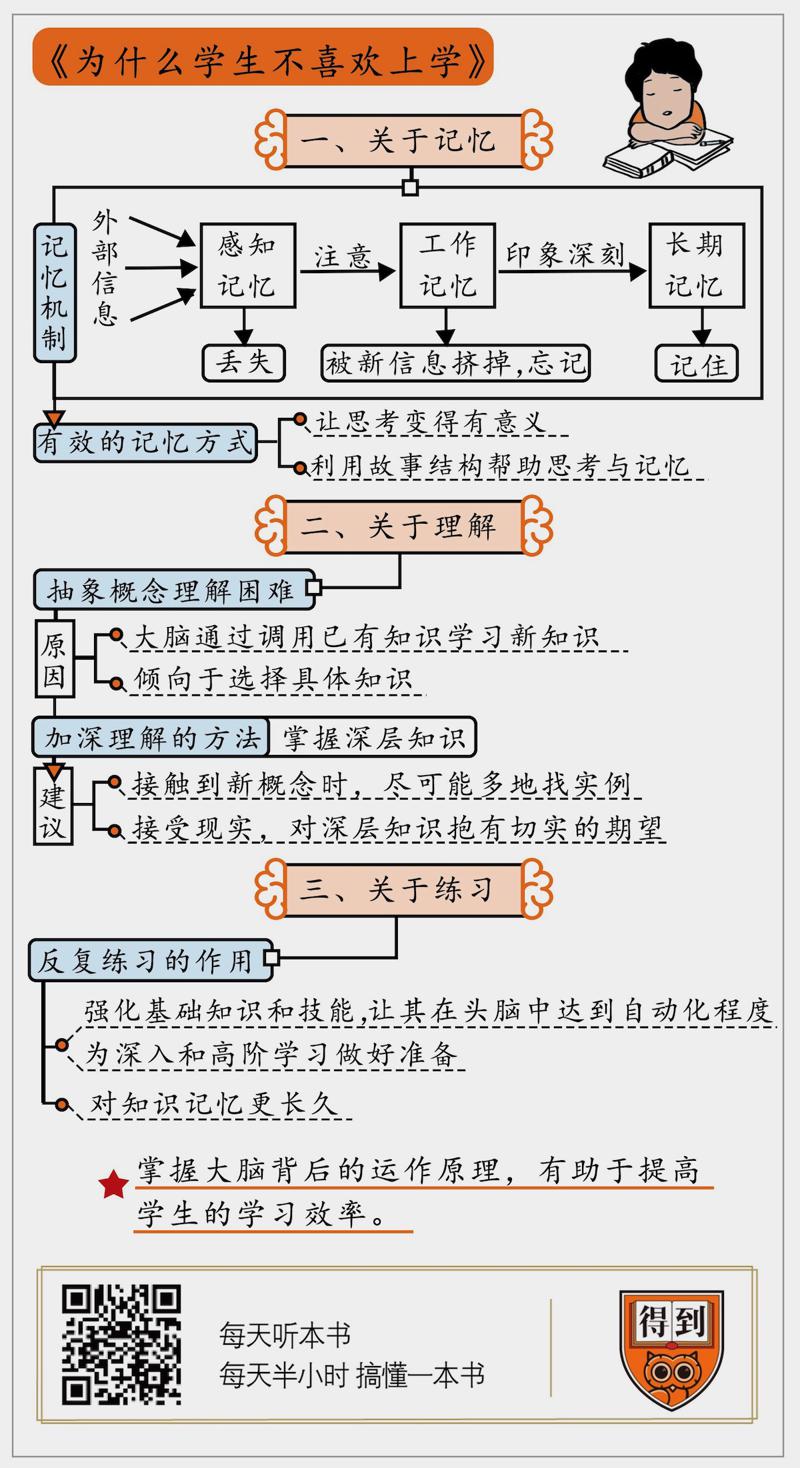 《为什么学生不喜欢上学》
一、关于记忆
记忆机制
外部信息
感知
记忆
注意
工作
记忆
印象深刻
长期
记忆
丢失
被新信息挤掉,忘记
记住
有效的记忆方式
让思考变得有意义
利用故事结构帮助思考与记忆
二、关于理解
抽象概念理解困难
原因
大脑通过调用已有知识学习新知识
倾向于选择具体知识
加深理解的方法
掌握深层知识
建议
接触到新概念时，尽可能多地找实例
接受现实，对深层知识抱有切实的期望
三、关于练习
反复练习的作用
强化基础知识和技能,让其在头脑中达到自动化程度
为深入和高阶学习做好准备
对知识记忆更长久
掌握大脑背后的运作原理，有助于提高
学生的学习效率。
每天听本书
每天半小时 搞懂一本书
得到